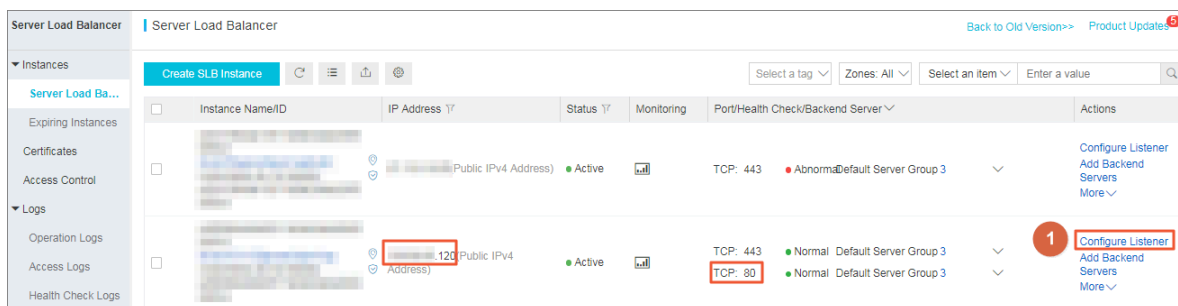 Server Load Balancer
Server Load Balancer
Back to Old Version>>
Product Updates
5
Instances
Server Load Ba...
Expiring Instances
Certificates
Access Control
Logs
Operation Logs
Access Logs
Health Check Logs
Create SLB Instance
Select a tag
Zones: All
Select an item
Enter a value
Instance Name/ID
IP Address
Status
Monitoring
Port/Health Check/Backend Server
Actions
(Public IPv4 Address)
Active
TCP: 443
Abnormal
Default Server Group 3
Configure Listener
Add Backend
Servers
More
.120(Public IPv4
Address)
Active
TCP: 443
Normal
Default Server Group 3
TCP: 80
Normal
Default Server Group 3
1
Configure Listener
Add Backend
Servers
More